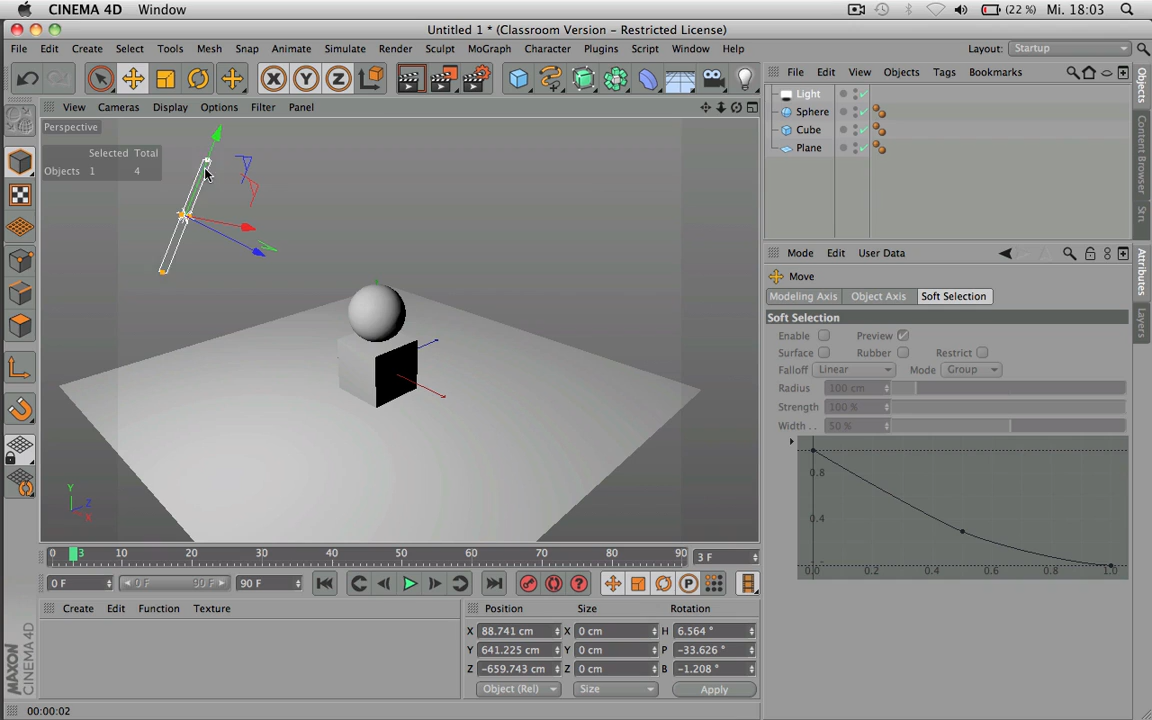 CINEMA 4D Window (22 %) Mi. 18:03
Untitled 1 * (Classroom Version - Restricted License)
File Edit Create Select Tools Mesh Snap Animate Simulate Render Sculpt MoGraph Character Plugins Script Window Help Layout: Startup
X Y Z
File Edit View Objects Tags Bookmarks
Objects
Content Browser
Str
Light
Sphere
Cube
Plane
View Cameras Display Options Filter Panel
Perspective
Selected Total
Objects 1 4
Y
Z
X
Mode Edit User Data
Attributes
Layers
Move
Modeling Axis Object Axis Soft Selection
Soft Selection
Enable Preview
Surface Rubber Restrict
Falloff Linear Mode Group
Radius 100 cm
Strength 100 %
Width . . 50 %
0.8
0.4
0.0 0.2 0.4 0.6 0.8 1.0
0 3 10 20 30 40 50 60 70 80 90 3 F
0 F 0 F 90 F 90 F
P
Create Edit Function Texture
Position Size Rotation
X 88.741 cm X 0 cm H 6.564 °
Y 641.225 cm Y 0 cm P -33.626 °
Z -659.743 cm Z 0 cm B -1.208 °
Object (Rel) Size Apply
MAXON
CINEMA 4D
00:00:02